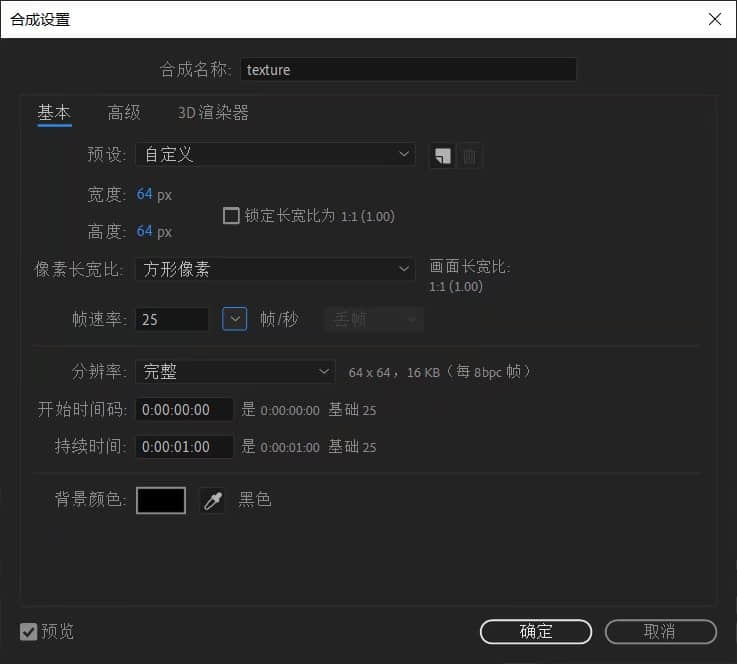 合成设置
合成名称: texture
基本 高级 3D 渲染器
预设: 自定义
宽度: 64 px
锁定长宽比为 1:1 (1.00)
高度: 64 px
像素长宽比: 方形像素 画面长宽比:
1:1 (1.00)
帧速率: 25 帧/秒 丢帧
分辨率: 完整 64 x 64，16 KB（每 8bpc 帧）
开始时间码: 0:00:00:00 是 0:00:00:00 基础 25
持续时间: 0:00:01:00 是 0:00:01:00 基础 25
背景颜色: 黑色
预览 确定 取消